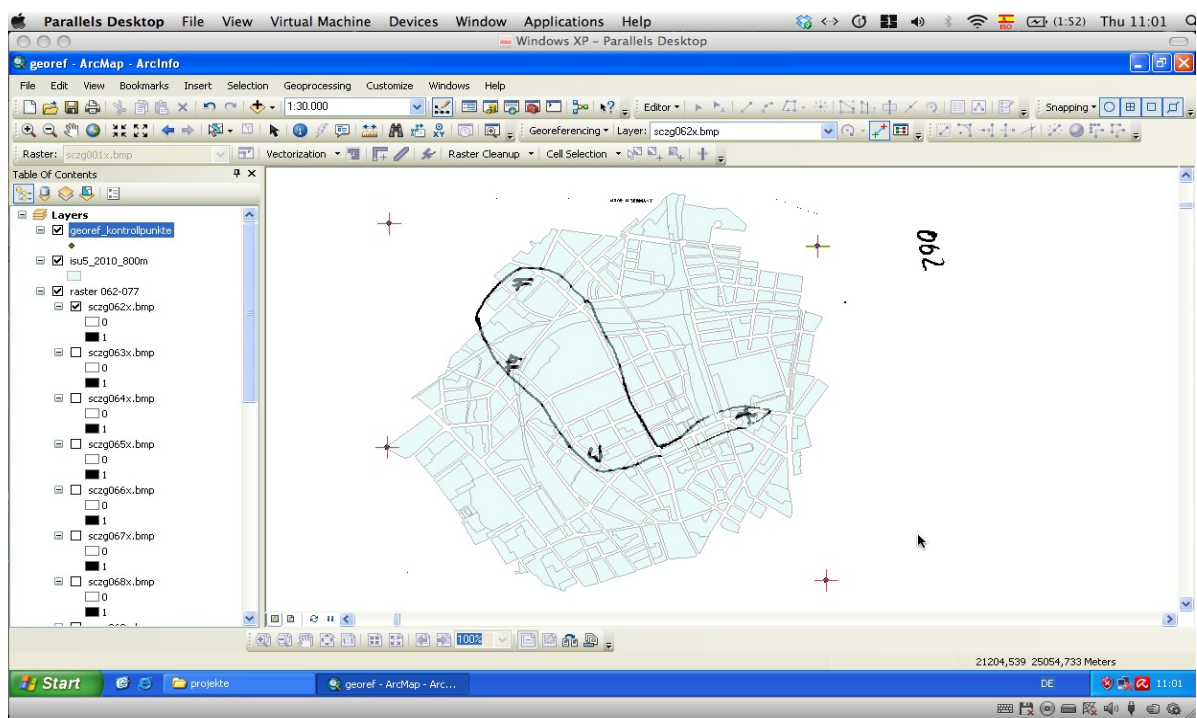 Parallels Desktop File View Virtual Machine Devices Window Applications Help (1:52) Thu 11:01
Windows XP – Parallels Desktop
georef - ArcMap - ArcInfo
File Edit View Bookmarks Insert Selection Geoprocessing Customize Windows Help
1:30.000 Editor Snapping
Georeferencing Layer: sczg062x.bmp
Raster: sczg001x.bmp Vectorization Raster Cleanup Cell Selection
Table Of Contents
Layers
georef_kontrollpunkte
isu5_2010_800m
raster 062-077
sczg062x.bmp
0
1
sczg063x.bmp
0
1
sczg064x.bmp
0
1
sczg065x.bmp
0
1
sczg066x.bmp
0
1
sczg067x.bmp
0
1
sczg068x.bmp
0
1
062
100%
21204,539 25054,733 Meters
Start projekte georef - ArcMap - Arc... DE 11:01